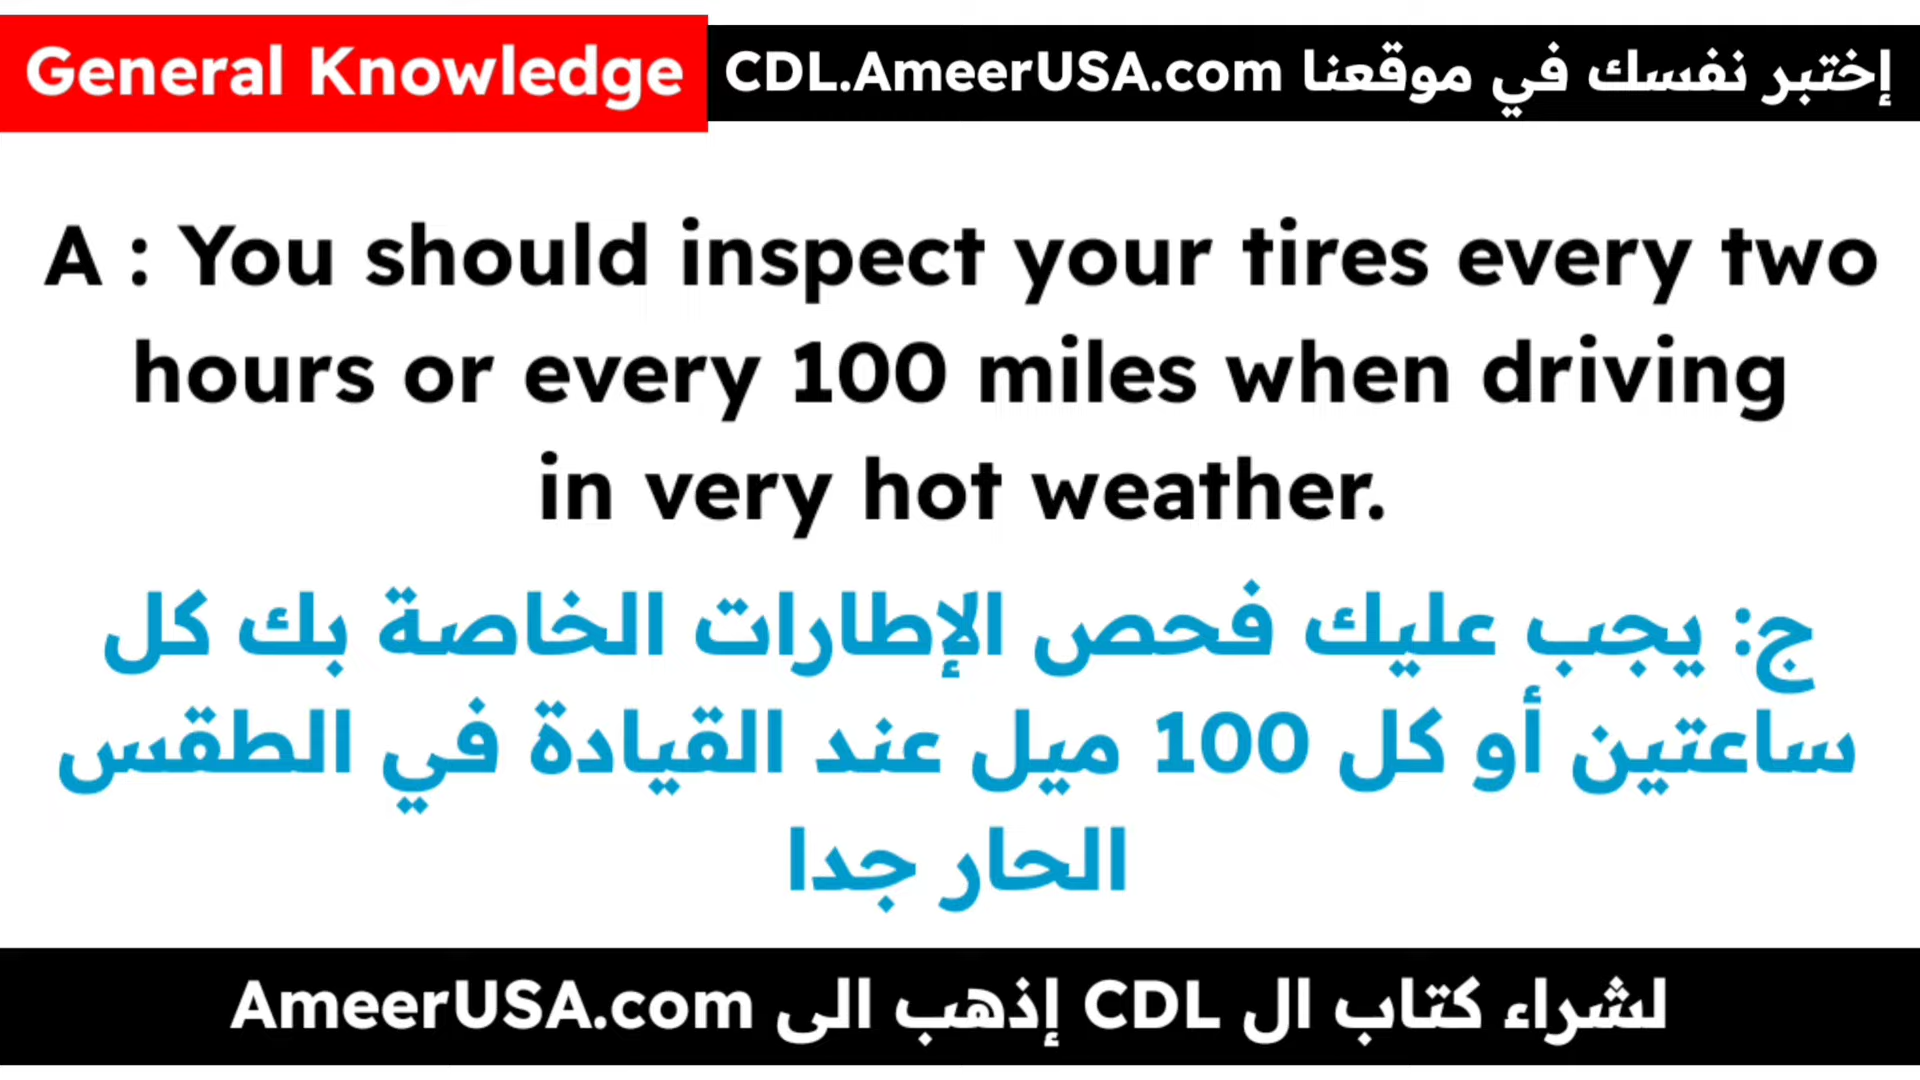 General Knowledge
إختبر نفسك في موقعنا CDL.AmeerUSA.com
A : You should inspect your tires every two
hours or every 100 miles when driving
in very hot weather.
ج: يجب عليك فحص الإطارات الخاصة بك كل
ساعتين أو كل 100 ميل عند القيادة في الطقس
الحار جدا
لشراء كتاب ال CDL إذهب الى AmeerUSA.com